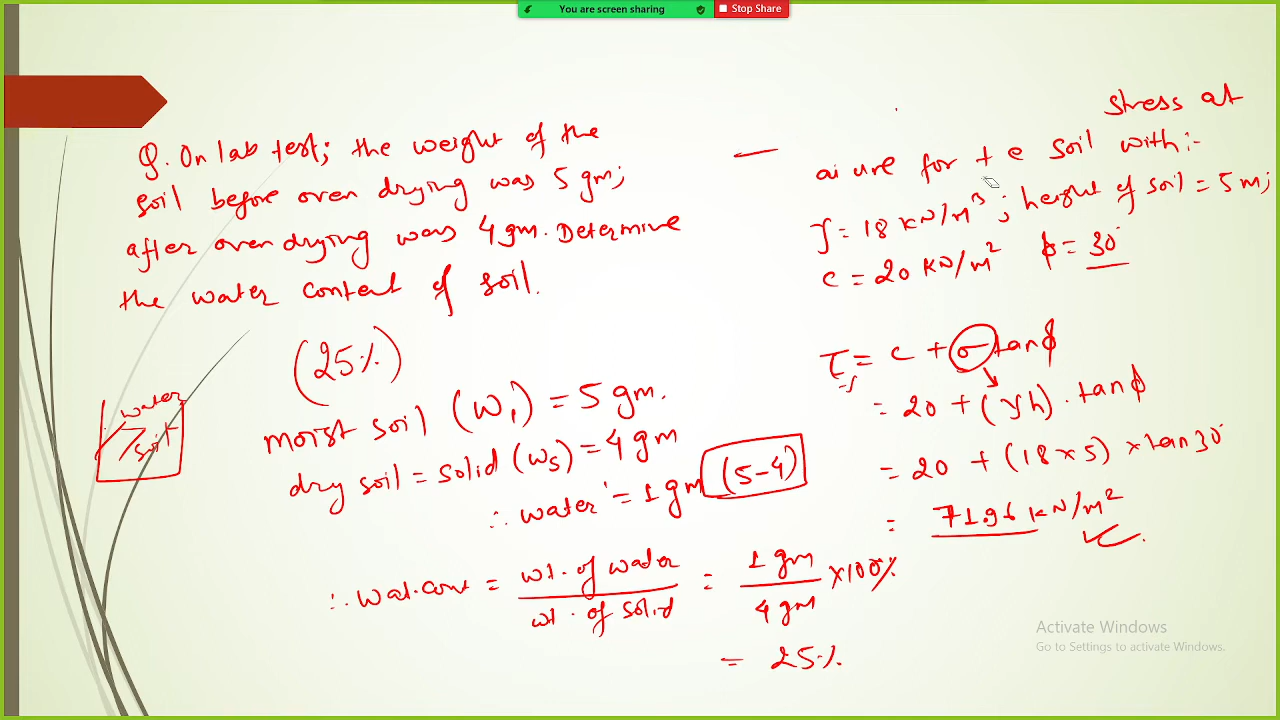 You are screen sharing
Stop Share
Q. On lab test; the weight of the
soil before oven drying was 5 gm;
after oven drying was 4 gm. Determine
the water content of soil.
(25%)
water
soil
moist soil (W₁) = 5 gm.
dry soil = solid (Ws) = 4 gm
∴ water = 1 gm (5-4)
∴ Wat. cont = wt. of water / wt. of solid = 1 gm / 4 gm × 100%
= 25%
stress at
ai ure for t e soil with:-
γ = 18 KN/m³; height of soil = 5 m;
c = 20 KN/m² ϕ = 30°
τ = c + σ tanϕ
= 20 + (γh) . tanϕ
= 20 + (18 × 5) × tan 30°
= 71.96 KN/m²
Activate Windows
Go to Settings to activate Windows.